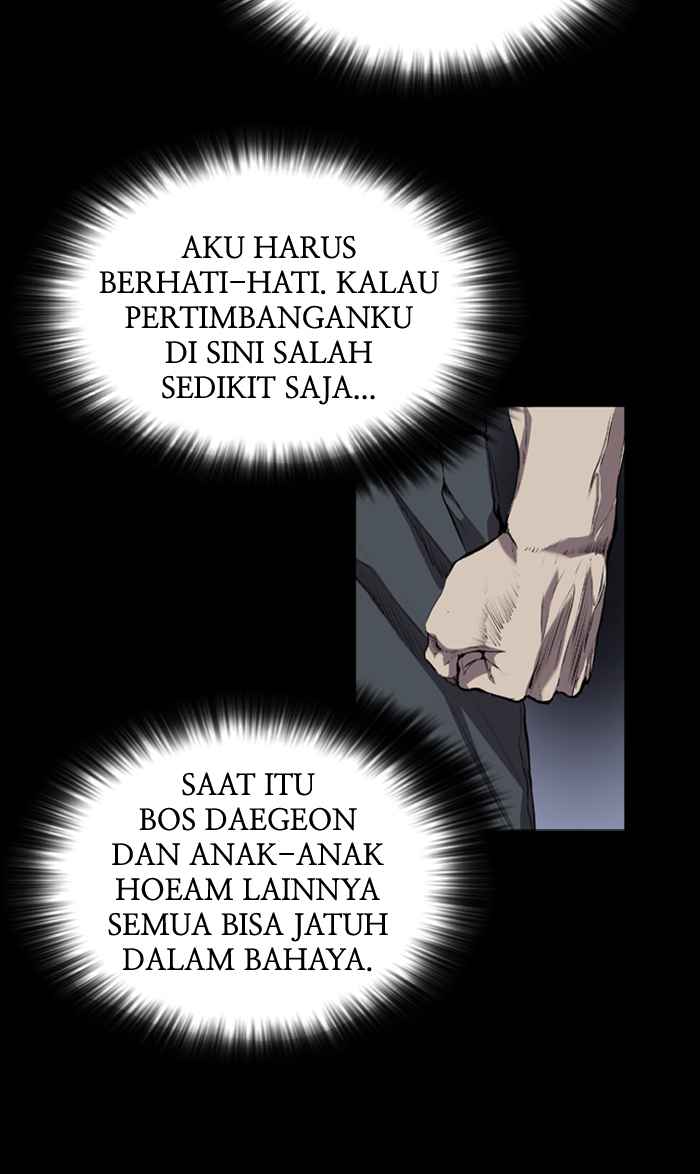 AKU HARUS
BERHATI-HATI. KALAU
PERTIMBANGANKU
DI SINI SALAH
SEDIKIT SAJA...
SAAT ITU
BOS DAEGEON
DAN ANAK-ANAK
HOEAM LAINNYA
SEMUA BISA JATUH
DALAM BAHAYA.